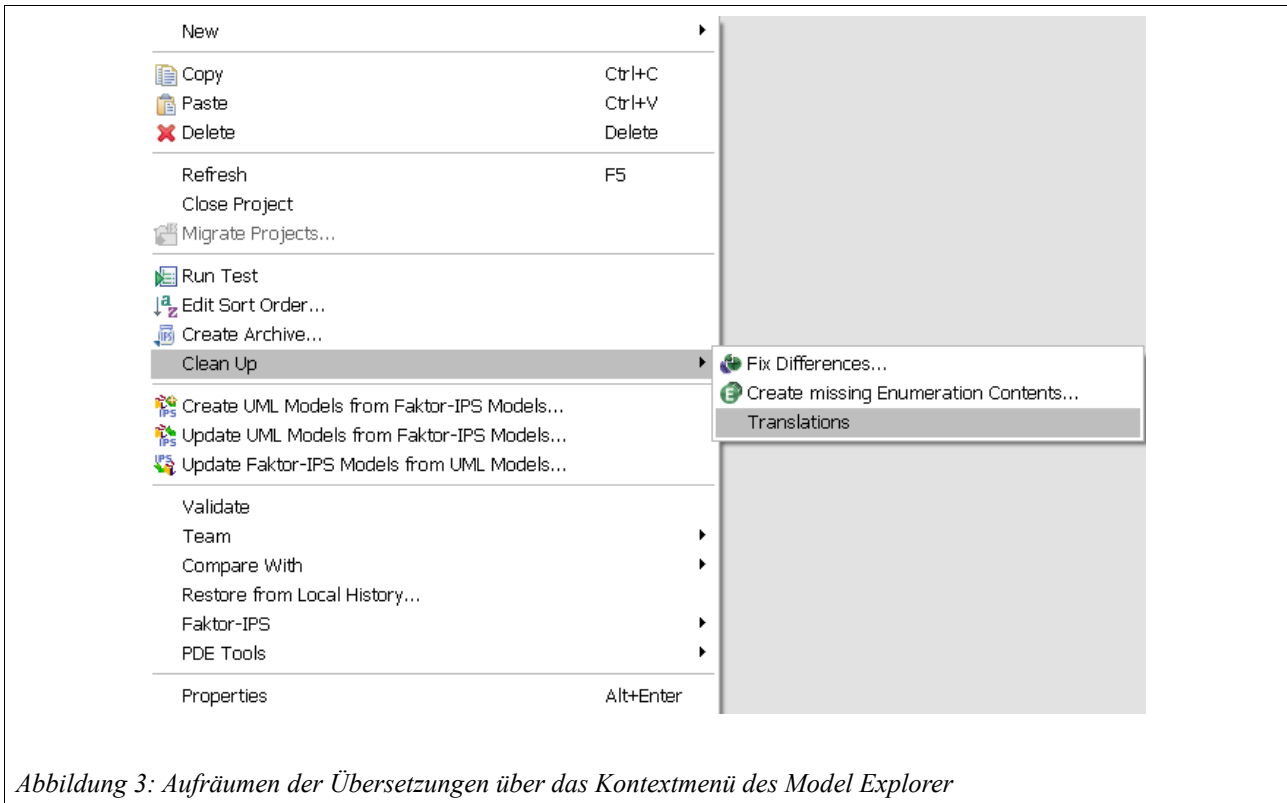 New
Copy Ctrl+C
Paste Ctrl+V
Delete Delete
Refresh F5
Close Project
Migrate Projects...
Run Test
Edit Sort Order...
Create Archive...
Clean Up
Fix Differences...
Create missing Enumeration Contents...
Translations
Create UML Models from Faktor-IPS Models...
Update UML Models from Faktor-IPS Models...
Update Faktor-IPS Models from UML Models...
Validate
Team
Compare With
Restore from Local History...
Faktor-IPS
PDE Tools
Properties Alt+Enter
Abbildung 3: Aufräumen der Übersetzungen über das Kontextmenü des Model Explorer